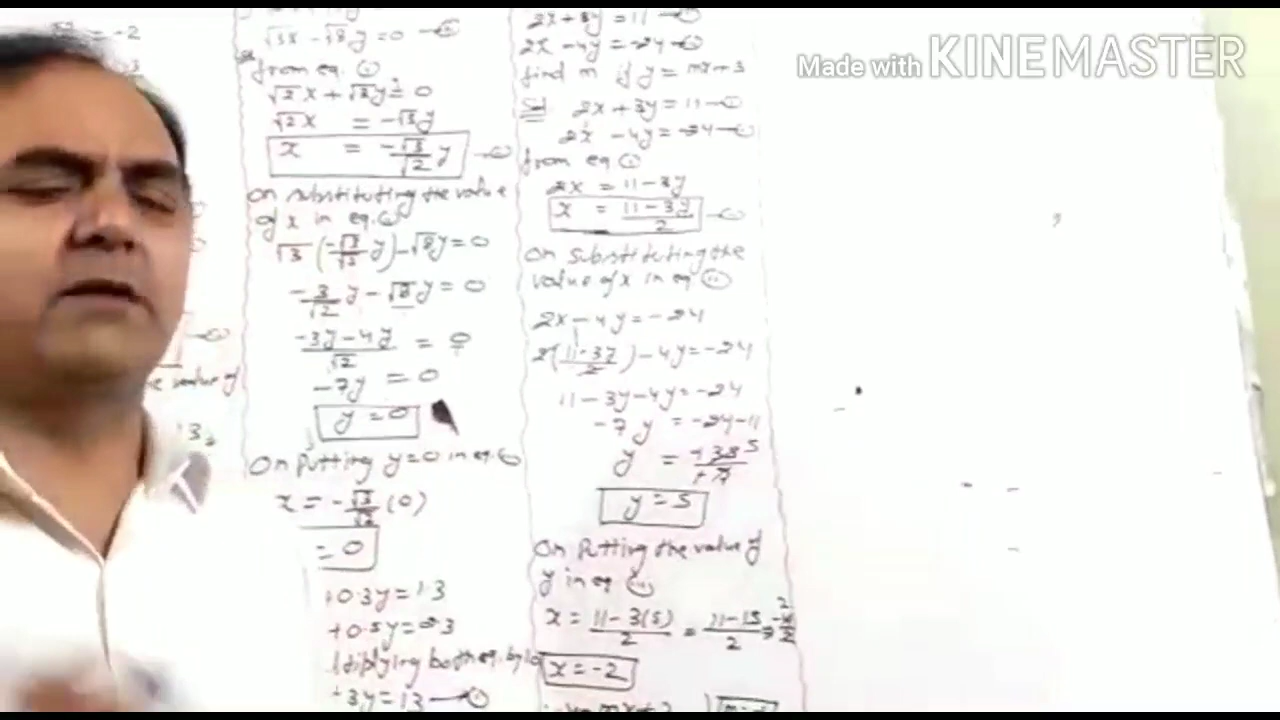 = -2
√3x - √8y = 0
from eq.
√2x + √3y = 0
√2x = -√3y
x = -√3/√2 y
On substituting the value
of x in eq.
√3 (-√3/√2 y) - √8y = 0
-3/√2 y - √8y = 0
-3y - 4y/√2 = 0
-7y = 0
y = 0
On putting y=0 in eq.
x = -√3/√2 (0)
= 0
+0.3y = 1.3
+0.5y =
both eq. by
+3y = 13
2x + 3y = 11
2x - 4y = -24
find m if y = mx + 3
Sol 2x + 3y = 11
2x - 4y = -24
from eq
2x = 11 - 3y
x = 11 - 3y/2
On substituting the
value of x in eq (ii)
2x - 4y = -24
2(11-3y/2) - 4y = -24
11 - 3y - 4y = -24
-7y = -24 - 11
y = +35 5/+7
y = 5
On putting the value of
y in eq (iii)
x = 11 - 3(5)/2 = 11 - 15/2 = -4 2/2
x = -2
Made with KINEMASTER